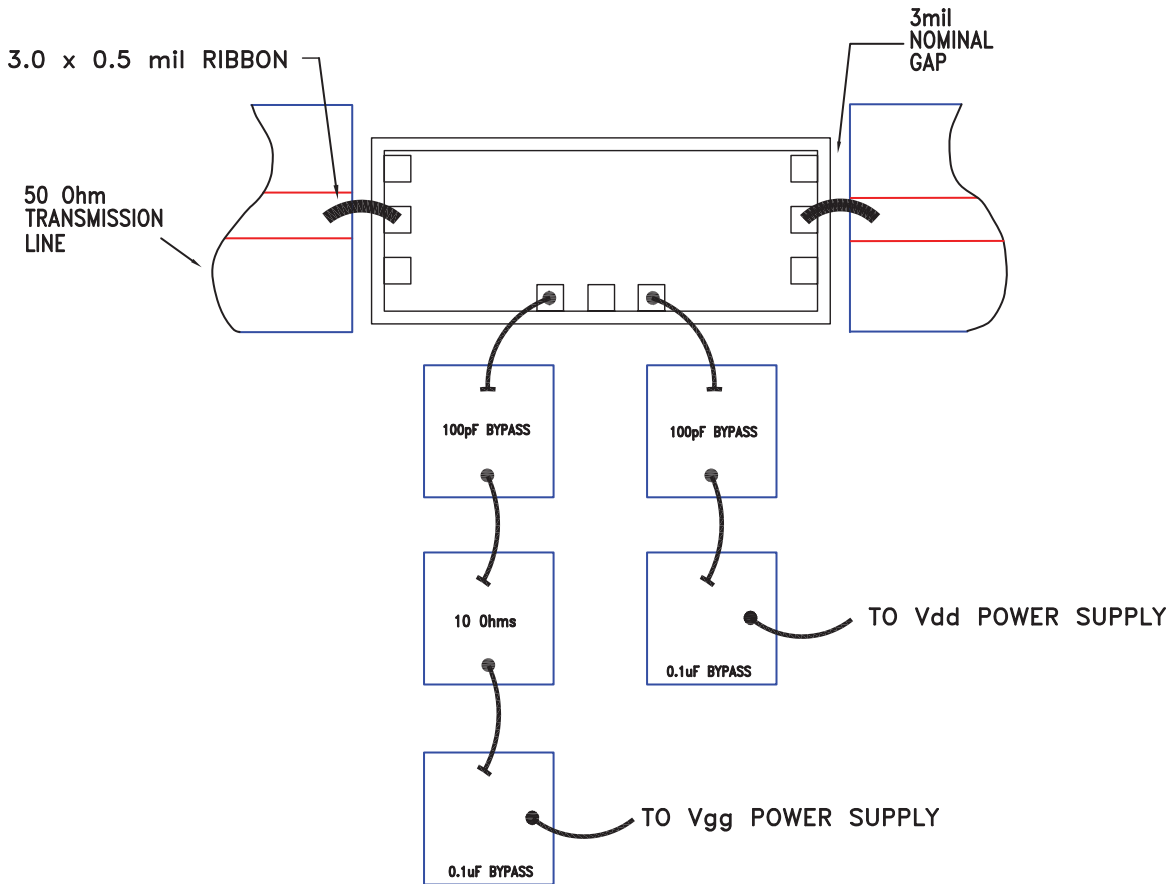 3mil
NOMINAL
GAP
3.0 x 0.5 mil RIBBON
50 Ohm
TRANSMISSION
LINE
100pF BYPASS
100pF BYPASS
10 Ohms
TO Vdd POWER SUPPLY
0.1uF BYPASS
TO Vgg POWER SUPPLY
0.1uF BYPASS